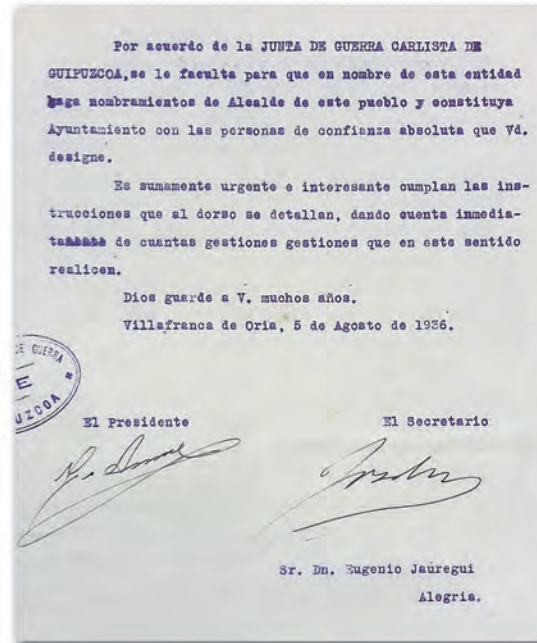 Por acuerdo de la JUNTA DE GUERRA CARLISTA DE
GUIPUZCOA, se le faculta para que en nombre de esta entidad
haga nombramientos de Alcalde de este pueblo y constituya
Ayuntamiento con las personas de confianza absoluta que Vd.
designe.
Es sumamente urgente e interesante cumplan las ins-
trucciones que al dorso se detallan, dando cuenta inmedia-
de cuantas gestiones gestiones que en este sentido
realicen.
Dios guarde a V. muchos años.
Villafranca de Oria, 5 de Agosto de 1936.
DE GUERRA
E
UZCOA *
El Presidente
El Secretario
Sr. Dn. Eugenio Jaúregui
Alegria.